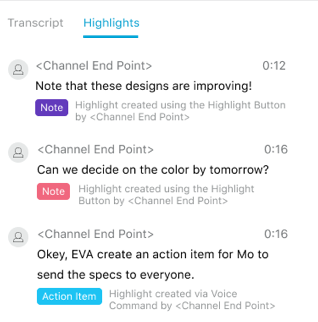 Transcript Highlights
<Channel End Point> 0:12
Note that these designs are improving!
Note Highlight created using the Highlight Button
by <Channel End Point>
<Channel End Point> 0:16
Can we decide on the color by tomorrow?
Note Highlight created using the Highlight
Button by <Channel End Point>
<Channel End Point> 0:16
Okey, EVA create an action item for Mo to
send the specs to everyone.
Action Item Highlight created via Voice
Command by <Channel End Point>